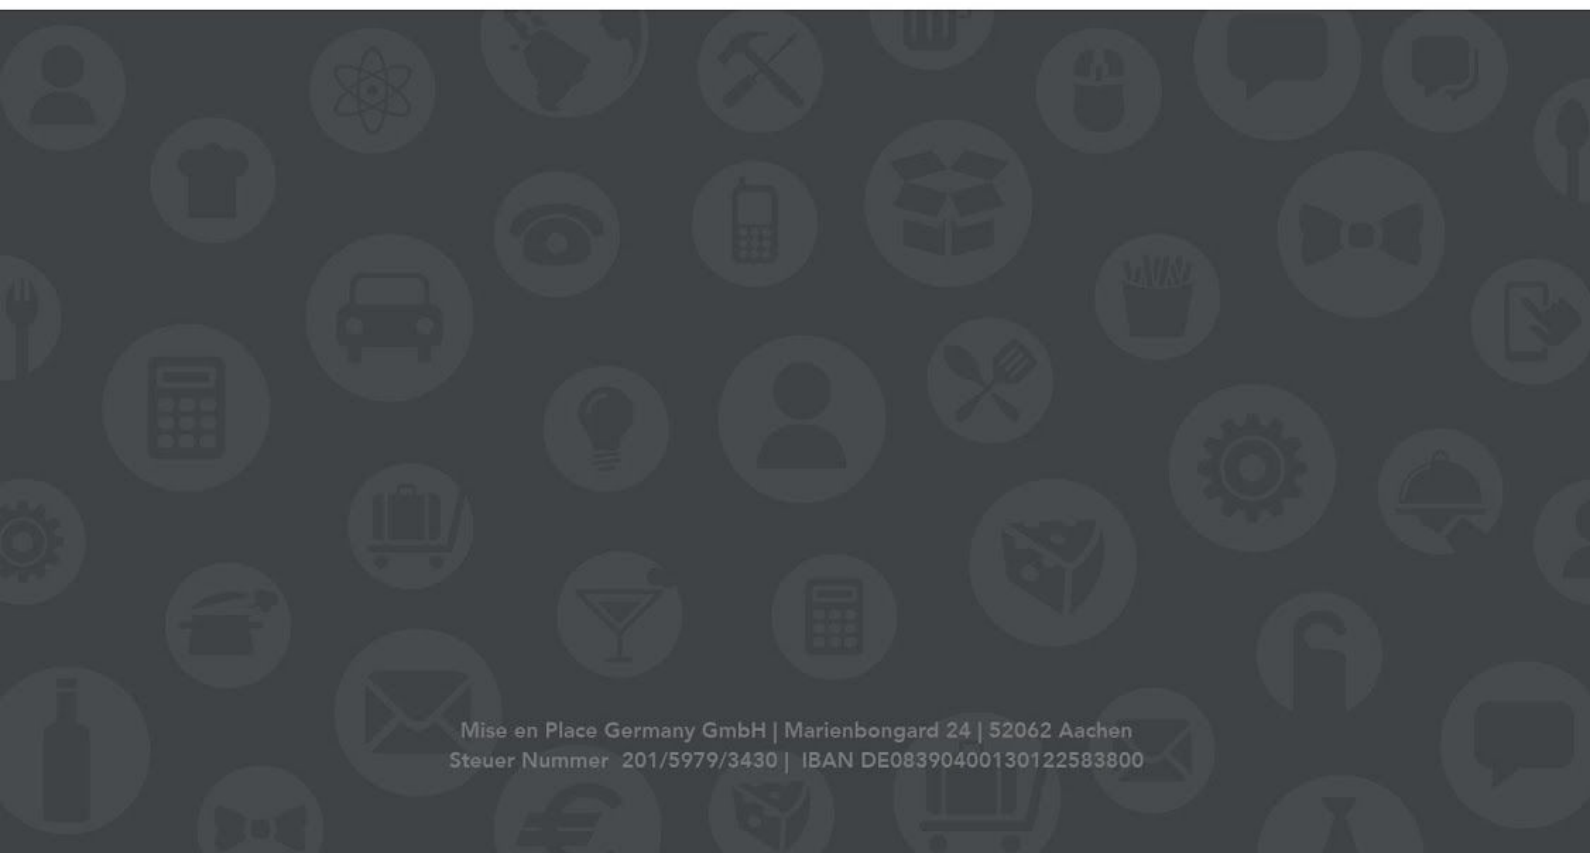 Mise en Place Germany GmbH | Marienbongard 24 | 52062 Aachen
Steuer Nummer 201/5979/3430 | IBAN DE08390400130122583800